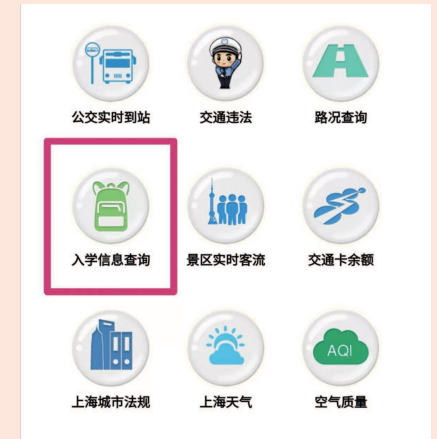 公交实时到站
交通违法
路况查询
入学信息查询
景区实时客流
交通卡余额
上海城市法规
上海天气
AQI
空气质量